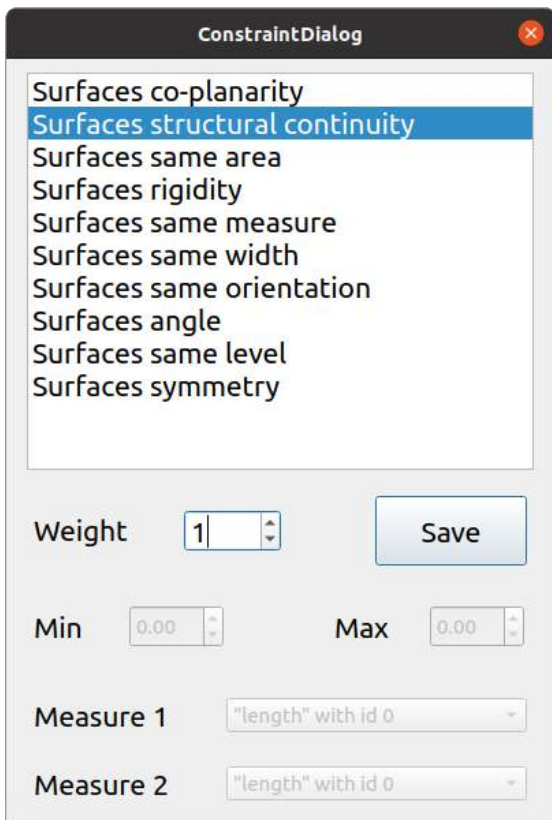 ConstraintDialog
Surfaces co-planarity
Surfaces structural continuity
Surfaces same area
Surfaces rigidity
Surfaces same measure
Surfaces same width
Surfaces same orientation
Surfaces angle
Surfaces same level
Surfaces symmetry
Weight 1 Save
Min 0.00 Max 0.00
Measure 1 "length" with id 0
Measure 2 "length" with id 0